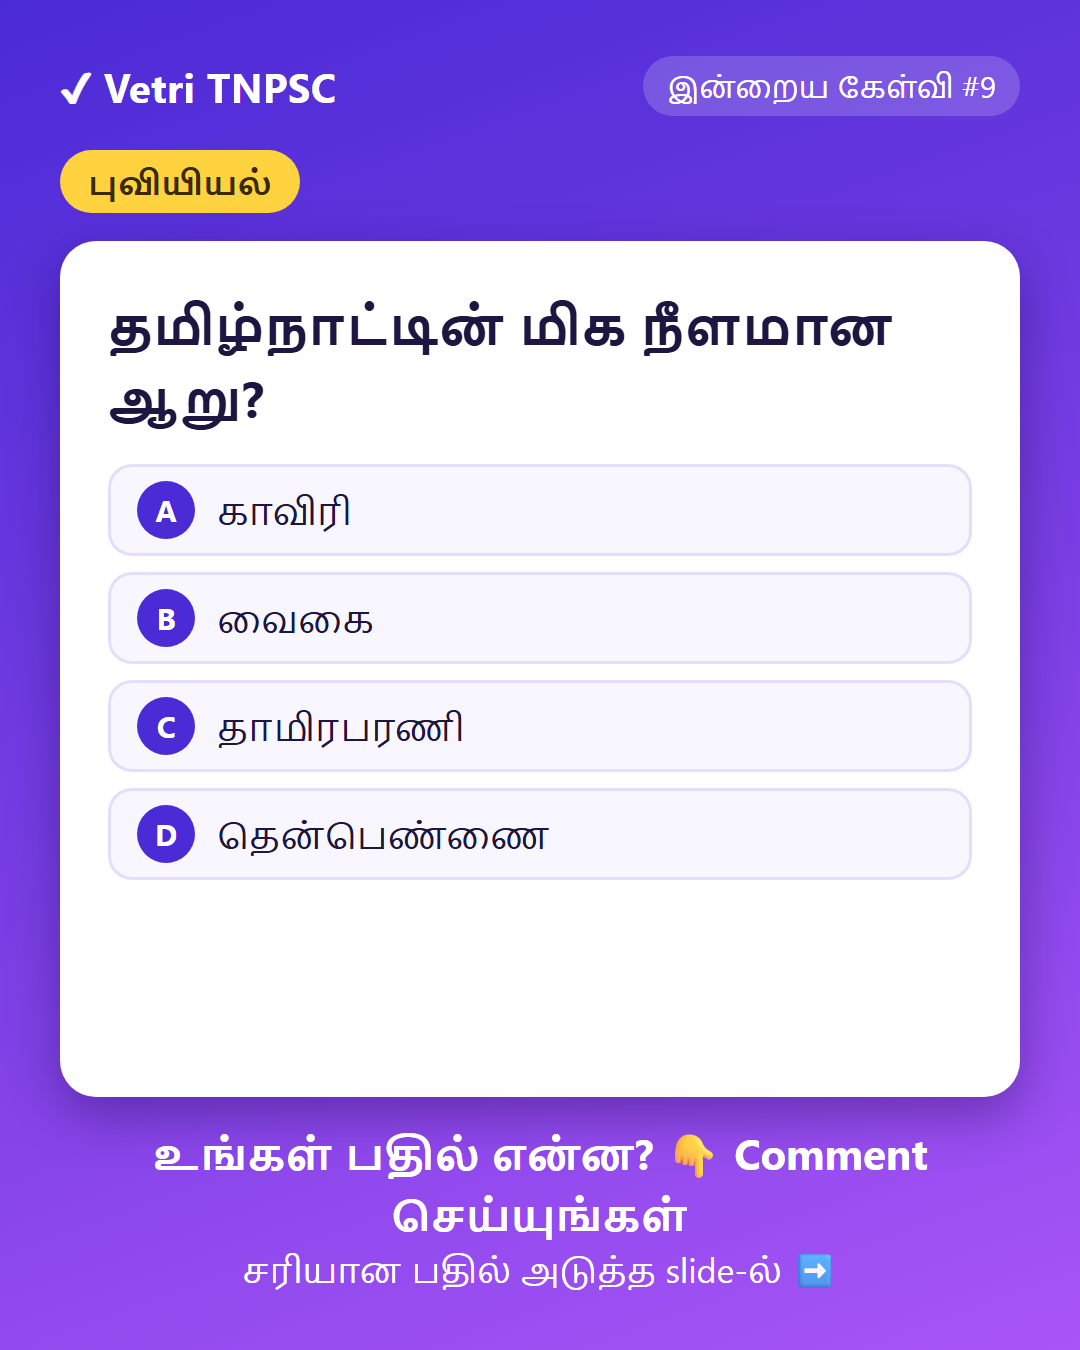 ✓ Vetri TNPSC
இன்றைய கேள்வி #9
புவியியல்
தமிழ்நாட்டின் மிக நீளமான
ஆறு?
A காவிரி
B வைகை
C தாமிரபரணி
D தென்பெண்ணை
உங்கள் பதில் என்ன? 👇 Comment
செய்யுங்கள்
சரியான பதில் அடுத்த slide-ல் ➡️